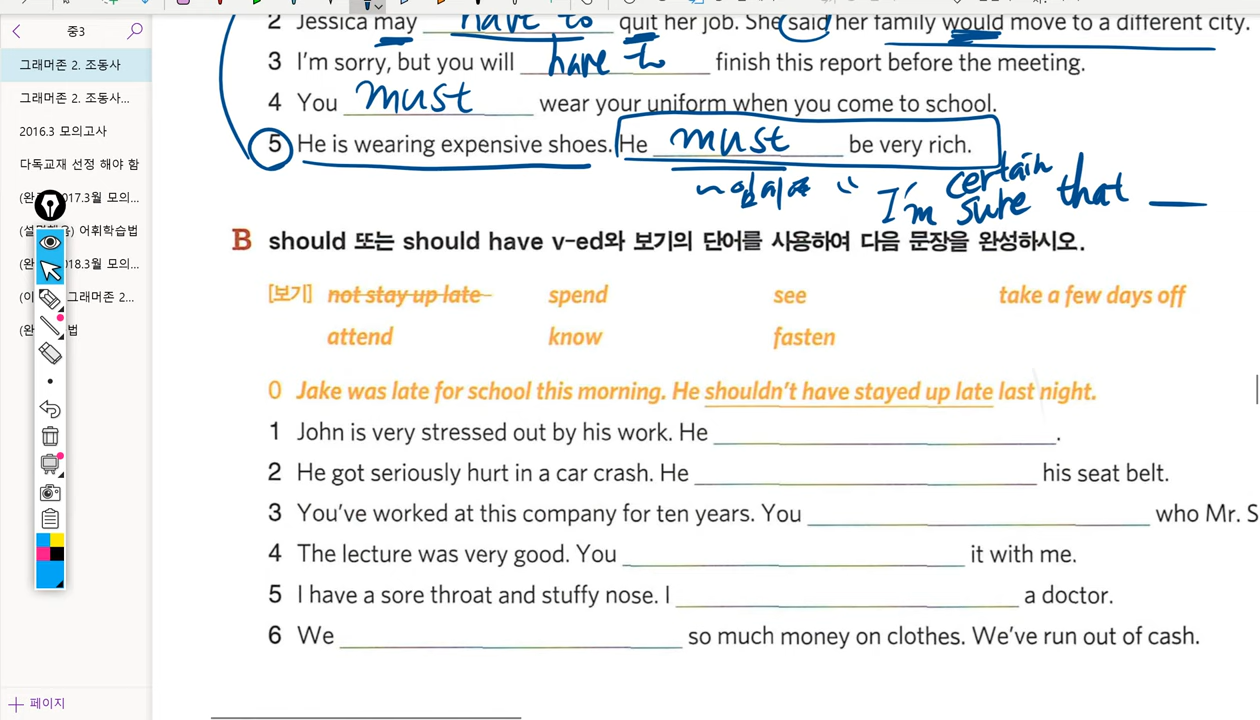 중3
그래머존 2. 조동사
그래머존 2. 조동사...
2016.3 모의고사
다독교재 선정 해야 함
(완 2017.3월 모의...
(설 용) 어휘학습법
(완 018.3월 모의...
(이 그래머존 2...
(완 법
페이지
2 Jessica may have to quit her job. She said her family would move to a different city.
3 I'm sorry, but you will have to finish this report before the meeting.
4 You must wear your uniform when you come to school.
5 He is wearing expensive shoes. He must be very rich.
certain
I'm sure that
B should 또는 should have v-ed와 보기의 단어를 사용하여 다음 문장을 완성하시오.
[보기] not stay up late spend see take a few days off
attend know fasten
0 Jake was late for school this morning. He shouldn't have stayed up late last night.
1 John is very stressed out by his work. He .
2 He got seriously hurt in a car crash. He his seat belt.
3 You've worked at this company for ten years. You who Mr. S
4 The lecture was very good. You it with me.
5 I have a sore throat and stuffy nose. I a doctor.
6 We so much money on clothes. We've run out of cash.